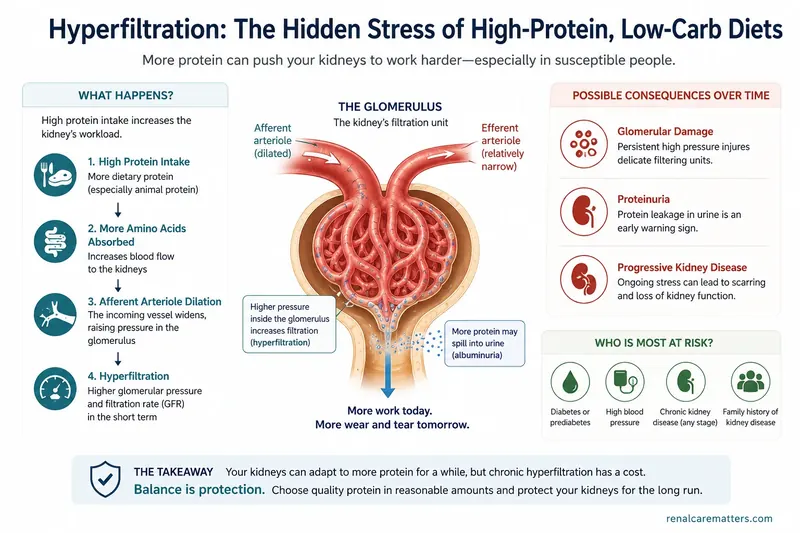 Hyperfiltration: The Hidden Stress of High-Protein, Low-Carb Diets
More protein can push your kidneys to work harder—especially in susceptible people.
WHAT HAPPENS?
High protein intake increases the
kidney's workload.
1. High Protein Intake
More dietary protein
(especially animal protein)
2. More Amino Acids
Absorbed
Increases blood flow
to the kidneys
3. Afferent Arteriole Dilation
The incoming vessel widens,
raising pressure in the
glomerulus
4. Hyperfiltration
Higher glomerular pressure
and filtration rate (GFR)
in the short term
THE GLOMERULUS
The kidney's filtration unit
Afferent
arteriole
(dilated)
Efferent
arteriole
(relatively
narrow)
Higher pressure
inside the glomerulus
increases filtration
(hyperfiltration)
More protein may
spill into urine
(albuminuria)
More work today.
More wear and tear tomorrow.
POSSIBLE CONSEQUENCES OVER TIME
Glomerular Damage
Persistent high pressure injures
delicate filtering units.
Proteinuria
Protein leakage in urine is an
early warning sign.
Progressive Kidney Disease
Ongoing stress can lead to scarring
and loss of kidney function.
WHO IS MOST AT RISK?
Diabetes or
prediabetes
High blood
pressure
Chronic kidney
disease (any stage)
Family history of
kidney disease
THE TAKEAWAY Your kidneys can adapt to more protein for a while, but chronic hyperfiltration has a cost.
Balance is protection. Choose quality protein in reasonable amounts and protect your kidneys for the long run.
renalcarematters.com